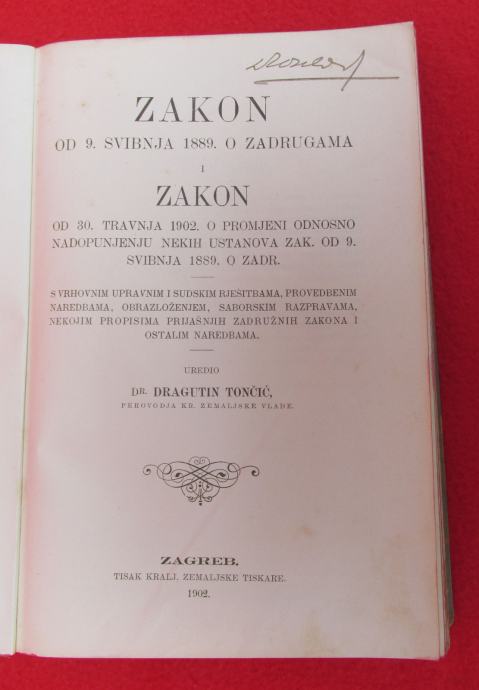 ZAKON
OD 9. SVIBNJA 1889. O ZADRUGAMA
I
ZAKON
OD 30. TRAVNJA 1902. O PROMJENI ODNOSNO
NADOPUNJENJU NEKIH USTANOVA ZAK. OD 9.
SVIBNJA 1889. O ZADR.
S VRHOVNIM UPRAVNIM I SUDSKIM RJEŠITBAMA, PROVEDBENIM
NAREDBAMA, OBRAZLOŽENJEM, SABORSKIM RAZPRAVAMA,
NEKOJIM PROPISIMA PRIJAŠNJIH ZADRUŽNIH ZAKONA I
OSTALIM NAREDBAMA.
UREDIO
DR. DRAGUTIN TONČIĆ,
PEROVODJA KR. ZEMALJSKE VLADE.
ZAGREB.
TISAK KRALJ. ZEMALJSKE TISKARE.
1902.